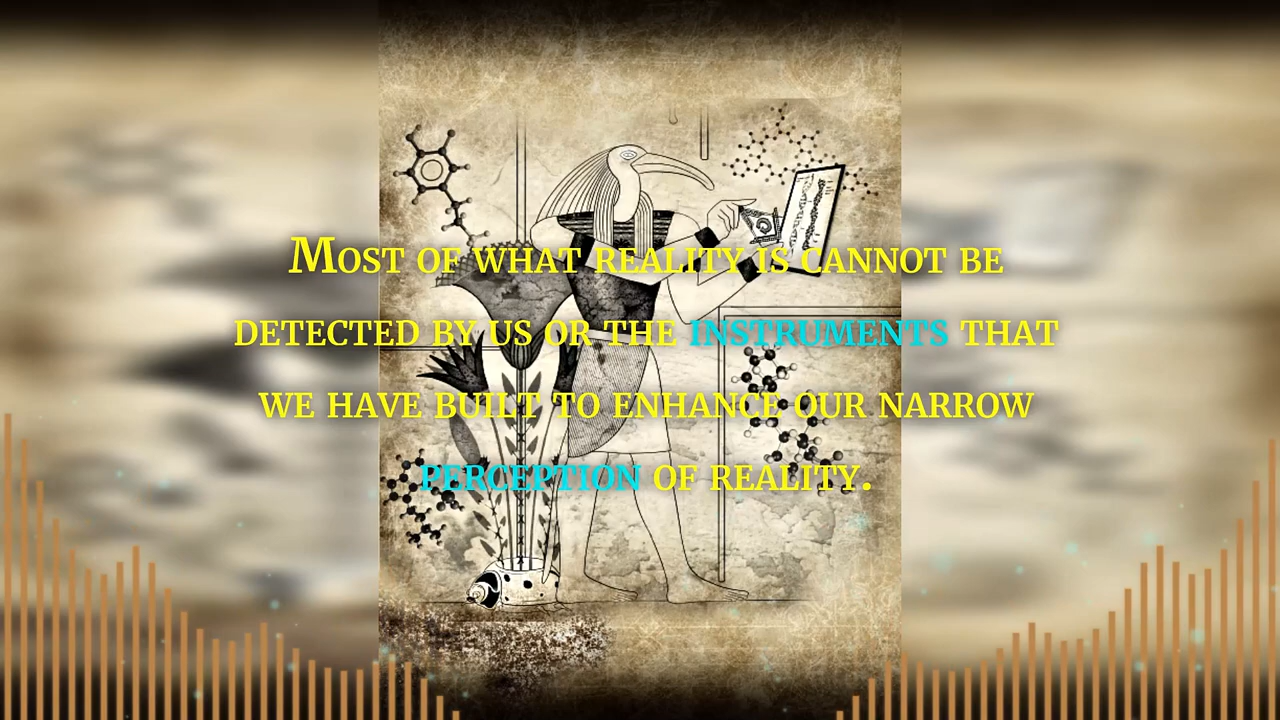 Most of what reality is cannot be
detected by us or the instruments that
we have built to enhance our narrow
perception of reality.